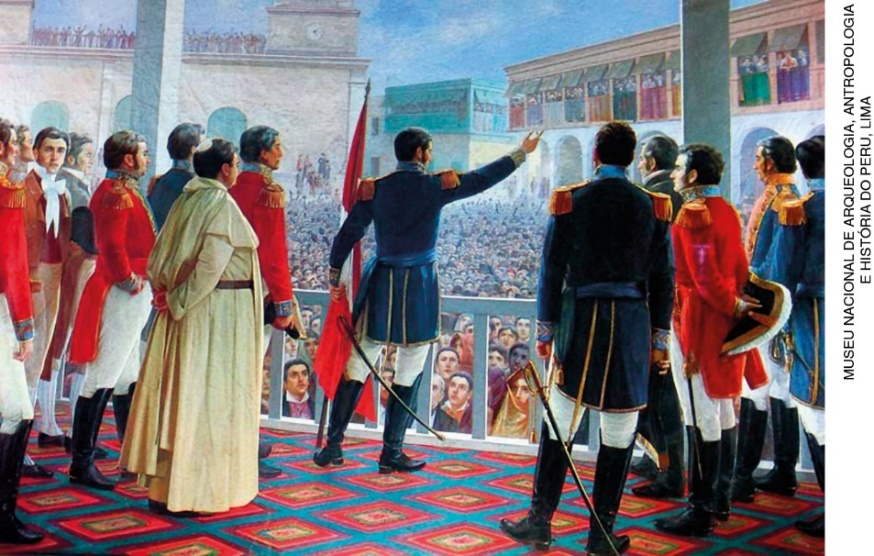 MUSEU NACIONAL DE ARQUEOLOGIA, ANTROPOLOGIA
E HISTÓRIA DO PERU, LIMA